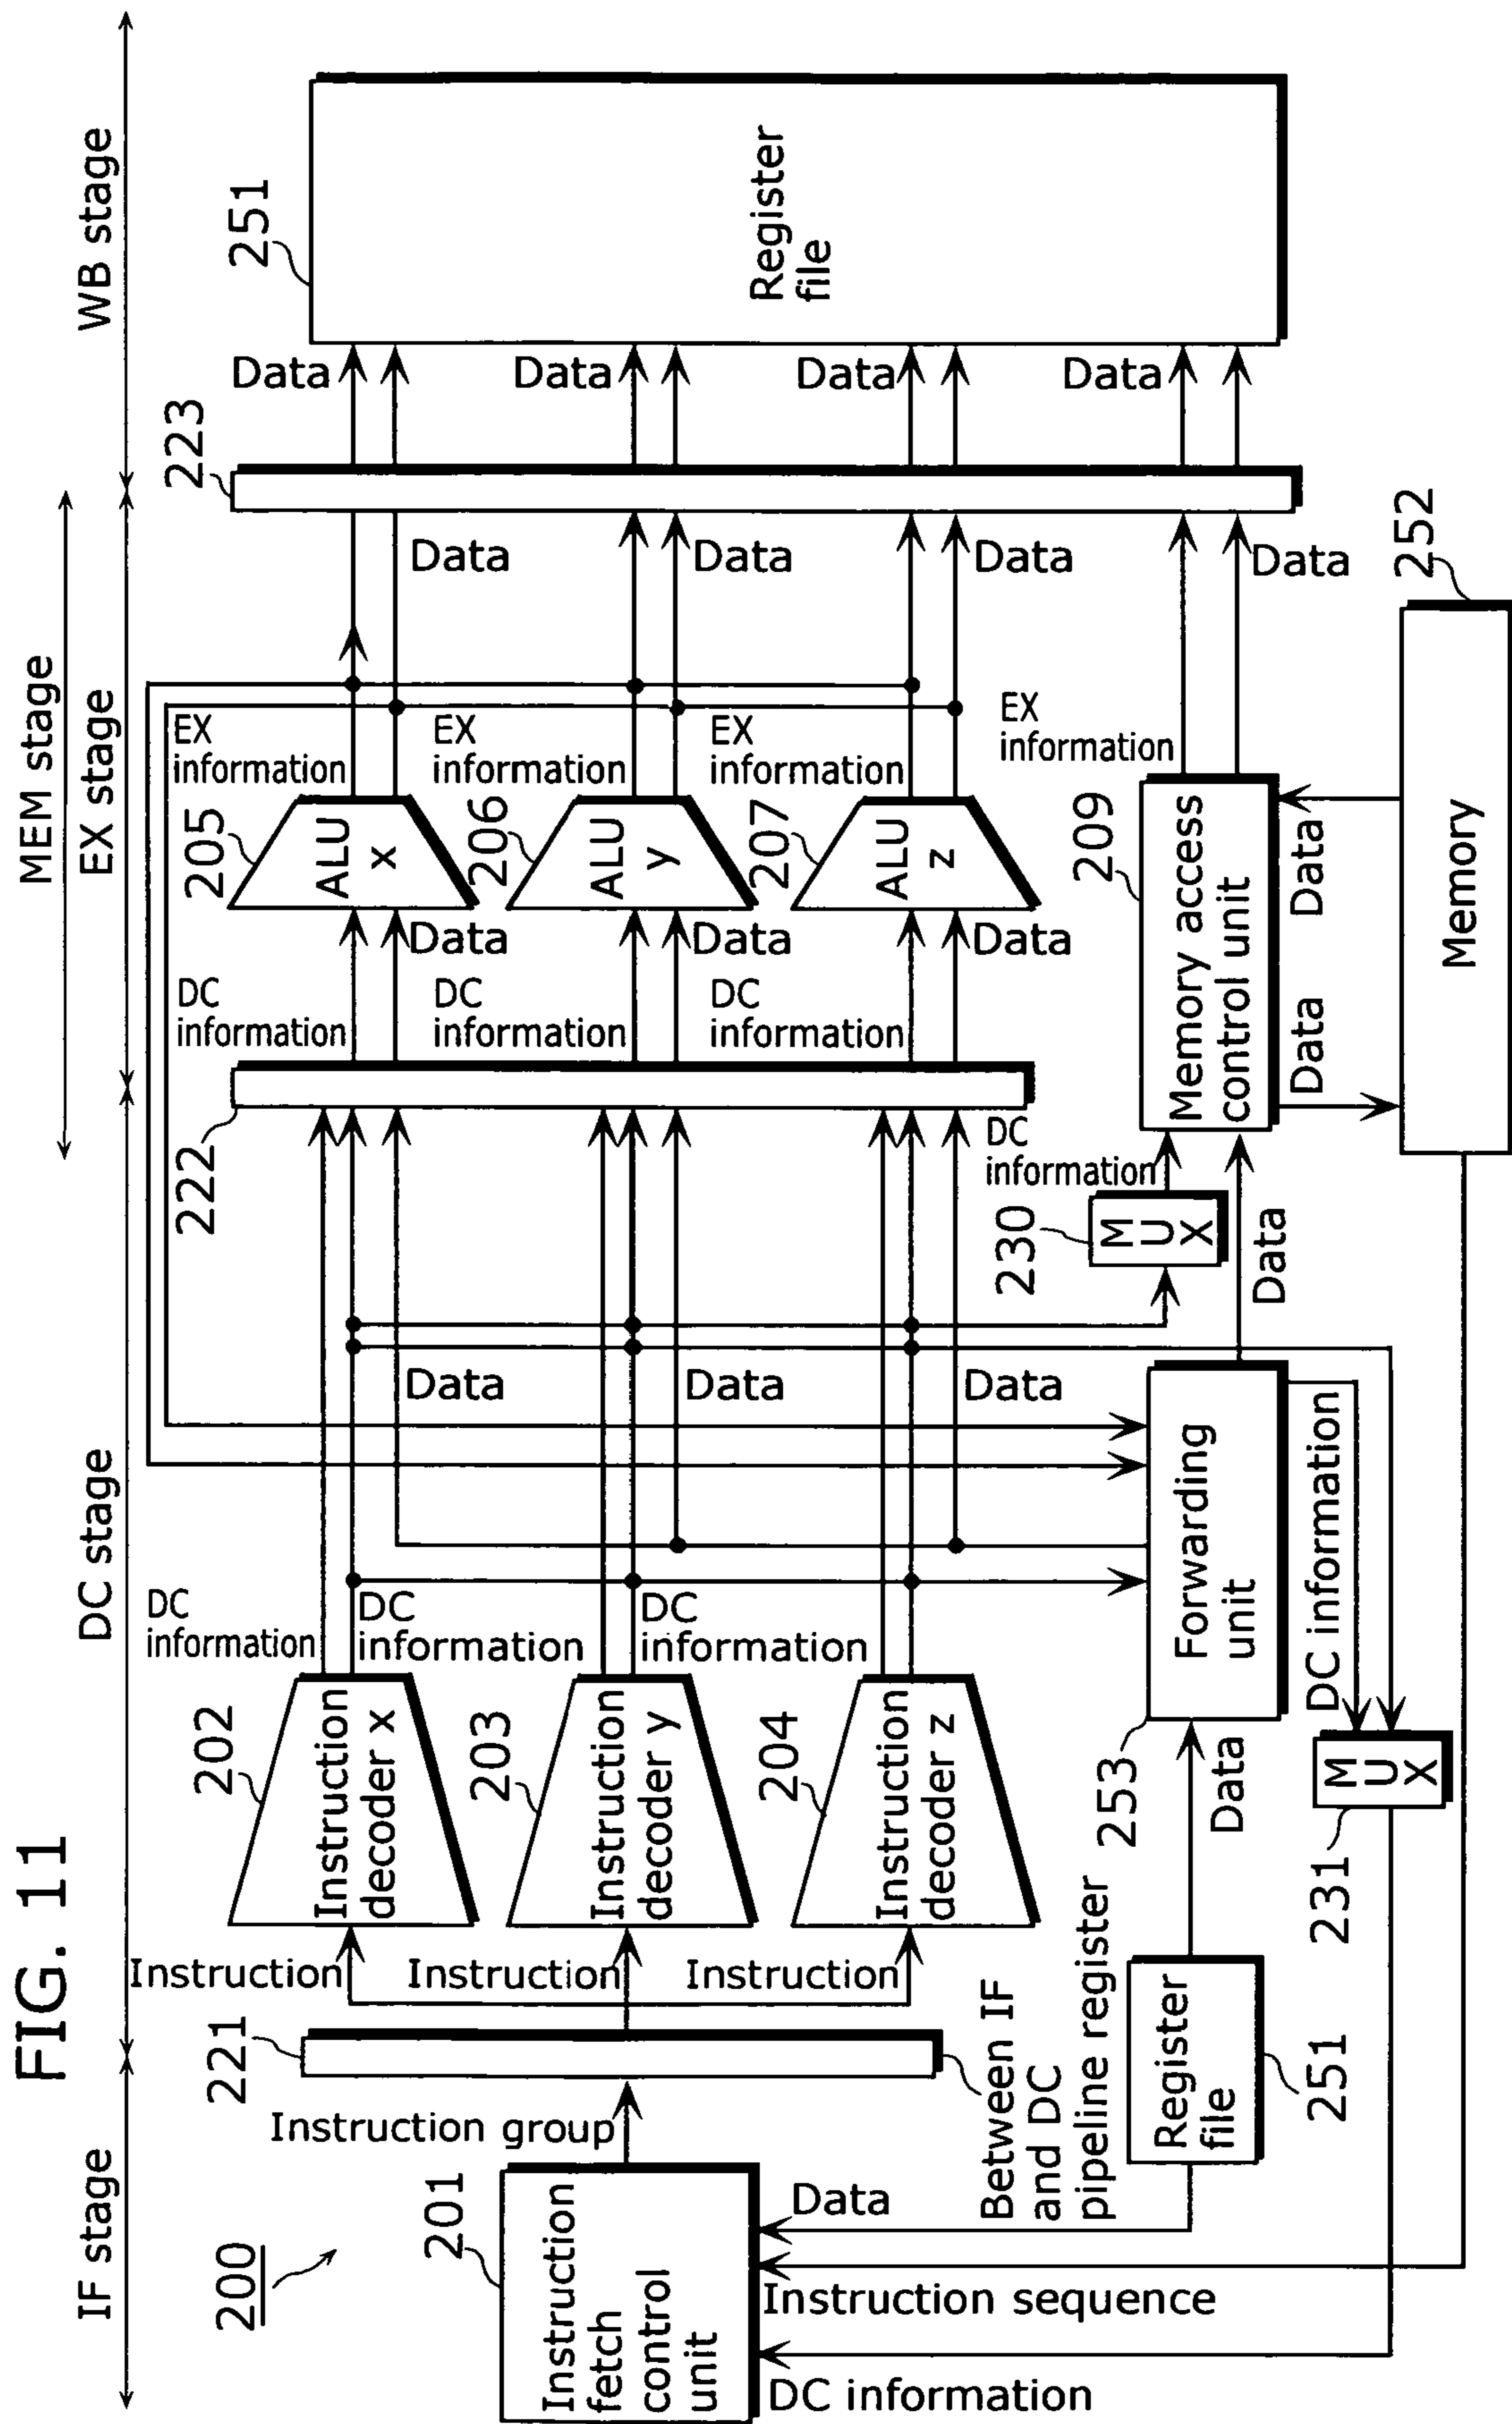 FIG. 11
IF stage
DC stage
MEM stage
EX stage
WB stage
200
201
Instruction
fetch
control
unit
Instruction group
221
Between IF
and DC
pipeline register
Instruction
Instruction
Instruction
202
Instruction
decoder x
203
Instruction
decoder y
204
Instruction
decoder z
DC
information
DC
information
DC
information
Data
Data
Data
222
DC
information
DC
information
DC
information
Data
Data
Data
205
ALU
x
206
ALU
y
207
ALU
z
EX
information
EX
information
EX
information
EX
information
Data
Data
Data
Data
223
Data
Data
Data
Data
251
Register
file
Data
Instruction sequence
DC information
Register
file
251
Data
253
Forwarding
unit
DC information
231
MUX
Data
230
MUX
DC
information
209
Memory access
control unit
Data
Data
252
Memory